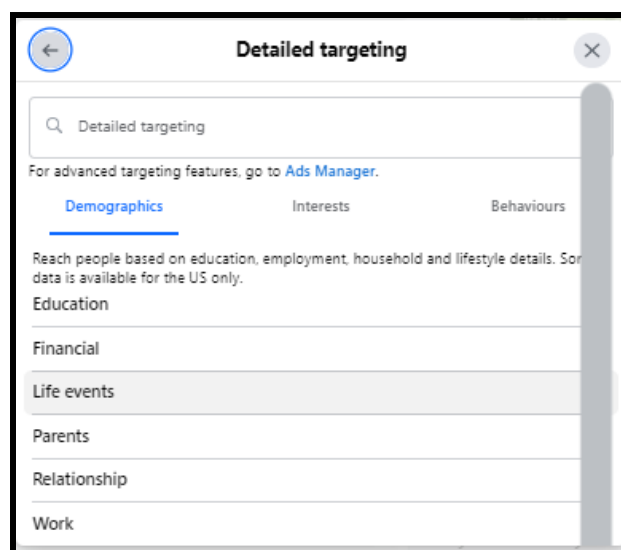 Detailed targeting
Detailed targeting
For advanced targeting features, go to Ads Manager.
Demographics Interests Behaviours
Reach people based on education, employment, household and lifestyle details.
data is available for the US only.
Education
Financial
Life events
Parents
Relationship
Work